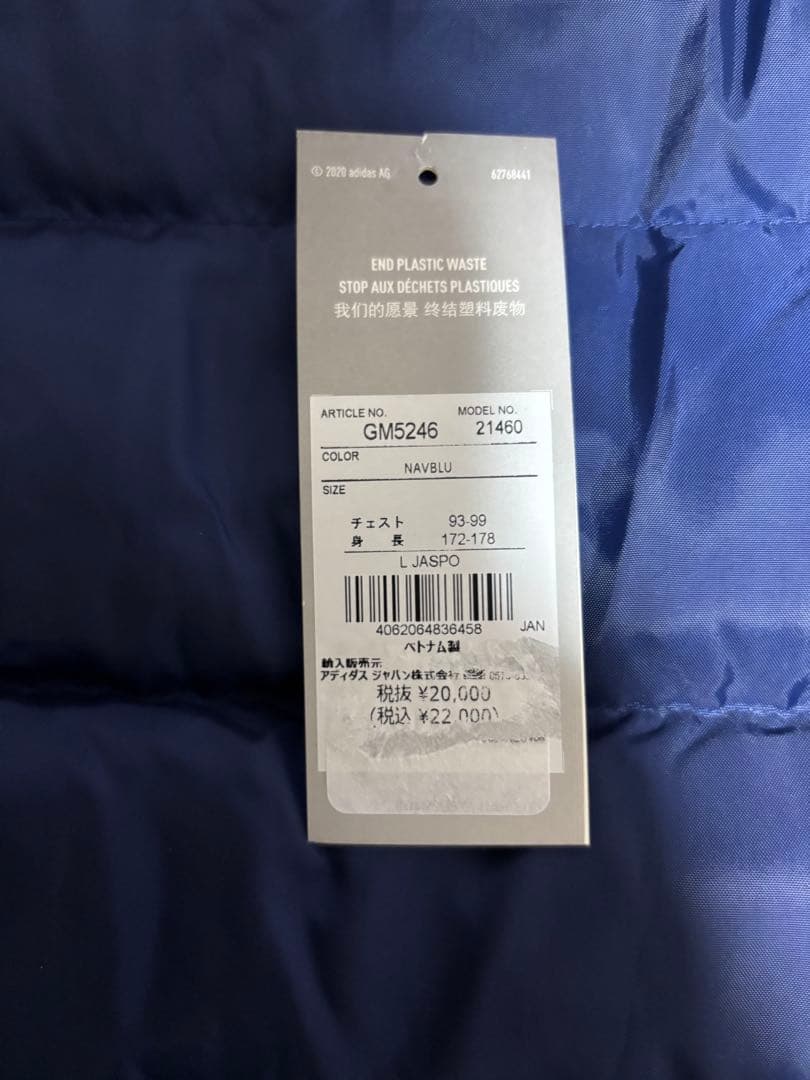 © 2020 adidas AG 62768441
END PLASTIC WASTE
STOP AUX DÉCHETS PLASTIQUES
我们的愿景 终结塑料废物
ARTICLE NO. MODEL NO.
GM5246 21460
COLOR
NAVBLU
SIZE
チェスト 93-99
身 長 172-178
L JASPO
4062064836458 JAN
ベトナム製
輸入販売元
アディダス ジャパン株式会社
税抜 ¥20,000
(税込 ¥22,000)